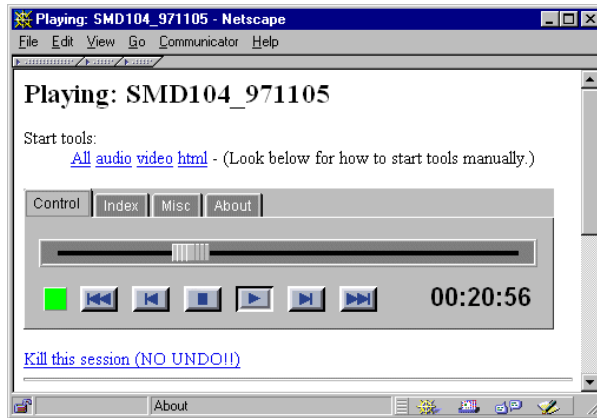 Playing: SMD104_971105 - Netscape
File Edit View Go Communicator Help
Playing: SMD104_971105
Start tools:
All audio video html - (Look below for how to start tools manually.)
Control Index Misc About
00:20:56
Kill this session (NO UNDO!!)
About